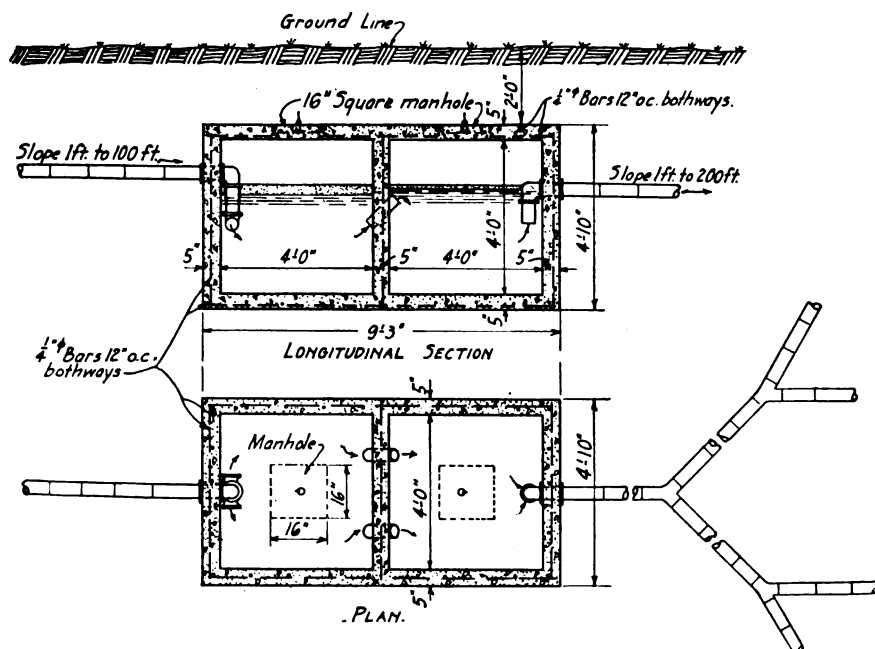 Ground Line
2'-0"
16" Square manhole
5"
1/4"ϕ Bars 12" o.c. bothways.
Slope 1ft. to 100 ft.
Slope 1ft. to 200ft.
5"
4'-0"
5"
4'-0"
4'-0"
5"
4'-10"
5"
9'-3"
LONGITUDINAL SECTION
1/4"ϕ Bars 12" o.c.
bothways
5"
Manhole
16"
16"
4'-0"
4'-10"
5"
PLAN.